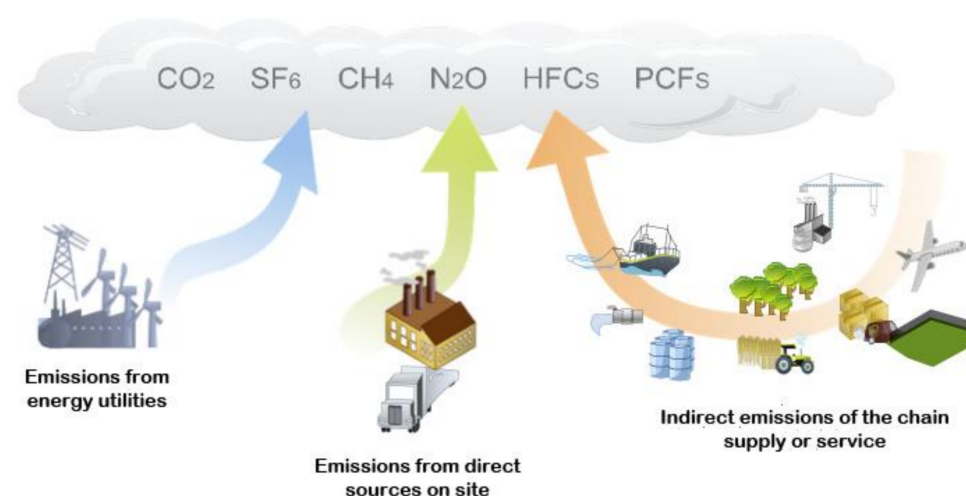 CO2 SF6 CH4 N2O HFCs PCFs
Emissions from
energy utilities
Emissions from direct
sources on site
Indirect emissions of the chain
supply or service